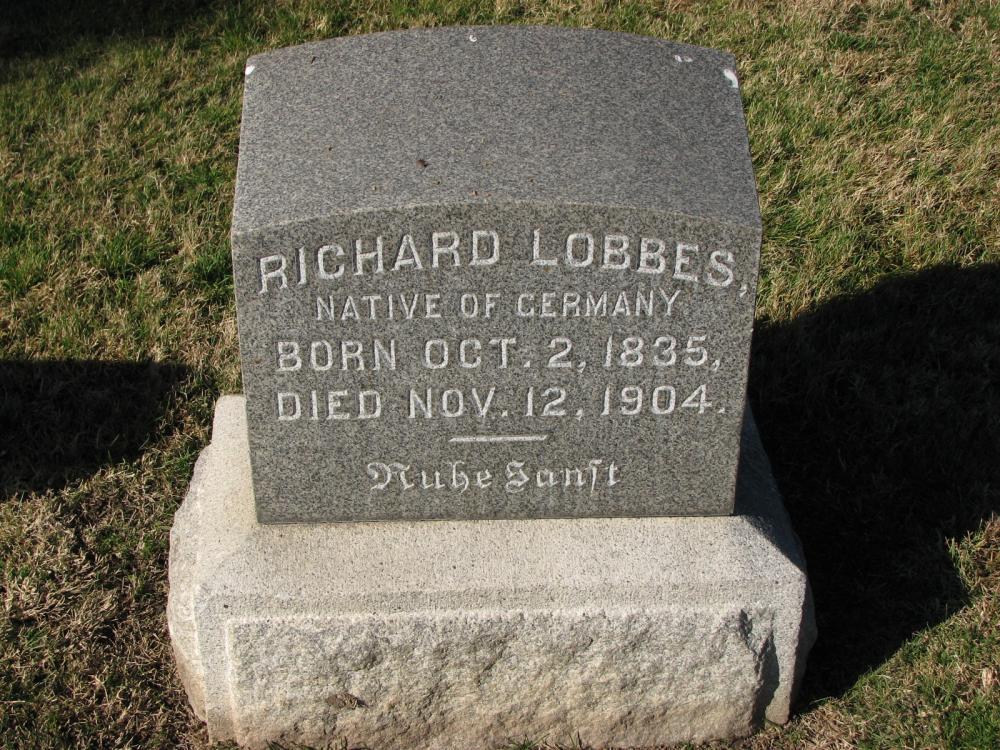 RICHARD LOBBES,
NATIVE OF GERMANY
BORN OCT. 2, 1835,
DIED NOV. 12, 1904.
Ruhe Sanft